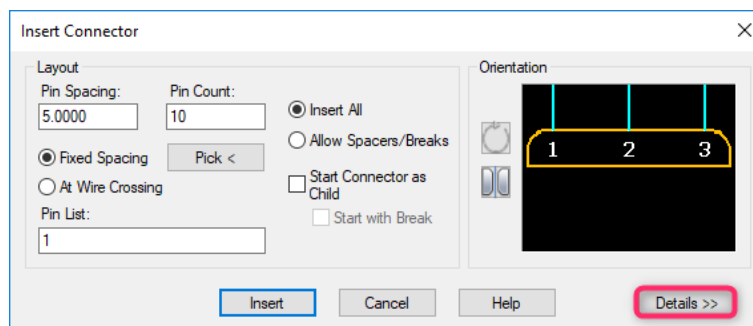 Insert Connector
Layout
Pin Spacing:
Pin Count:
5.0000
10
Insert All
Allow Spacers/Breaks
Fixed Spacing
Pick <
At Wire Crossing
Start Connector as
Child
Start with Break
Pin List:
1
Orientation
1 2 3
Insert
Cancel
Help
Details >>